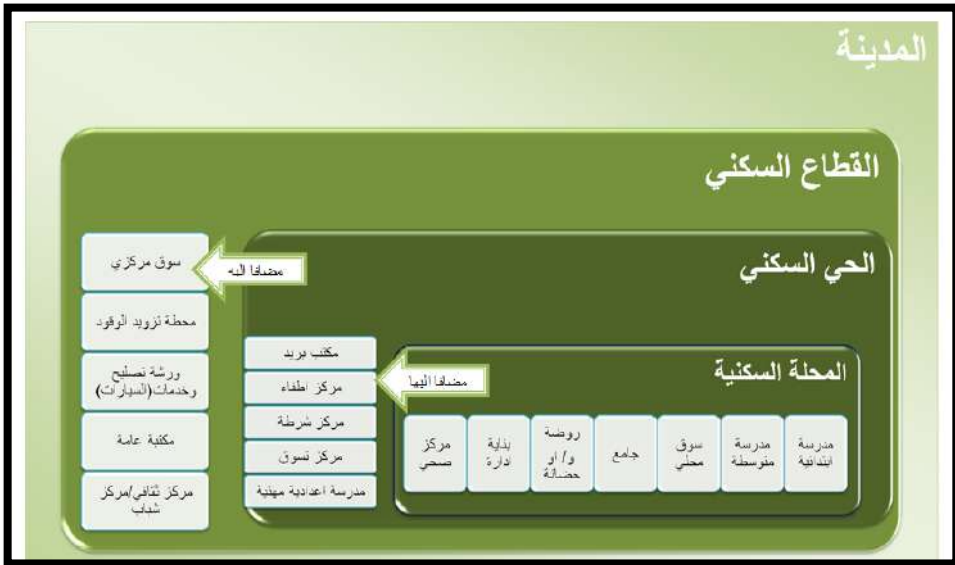 المدينة
القطاع السكني
الحي السكني
المحلة السكنية
مدرسة
ابتدائية
مدرسة
متوسطة
سوق
محلي
جامع
روضة
و/ او
حضانة
بناية
ادارة
مركز
صحي
مضافا اليها
مكتب بريد
مركز اطفاء
مركز شرطة
مركز تسوق
مدرسة اعدادية مهنية
مضافا اليه
سوق مركزي
محطة تزويد الوقود
ورشة تصليح
وخدمات(السيارات)
مكتبة عامة
مركز ثقافي/مركز
شباب